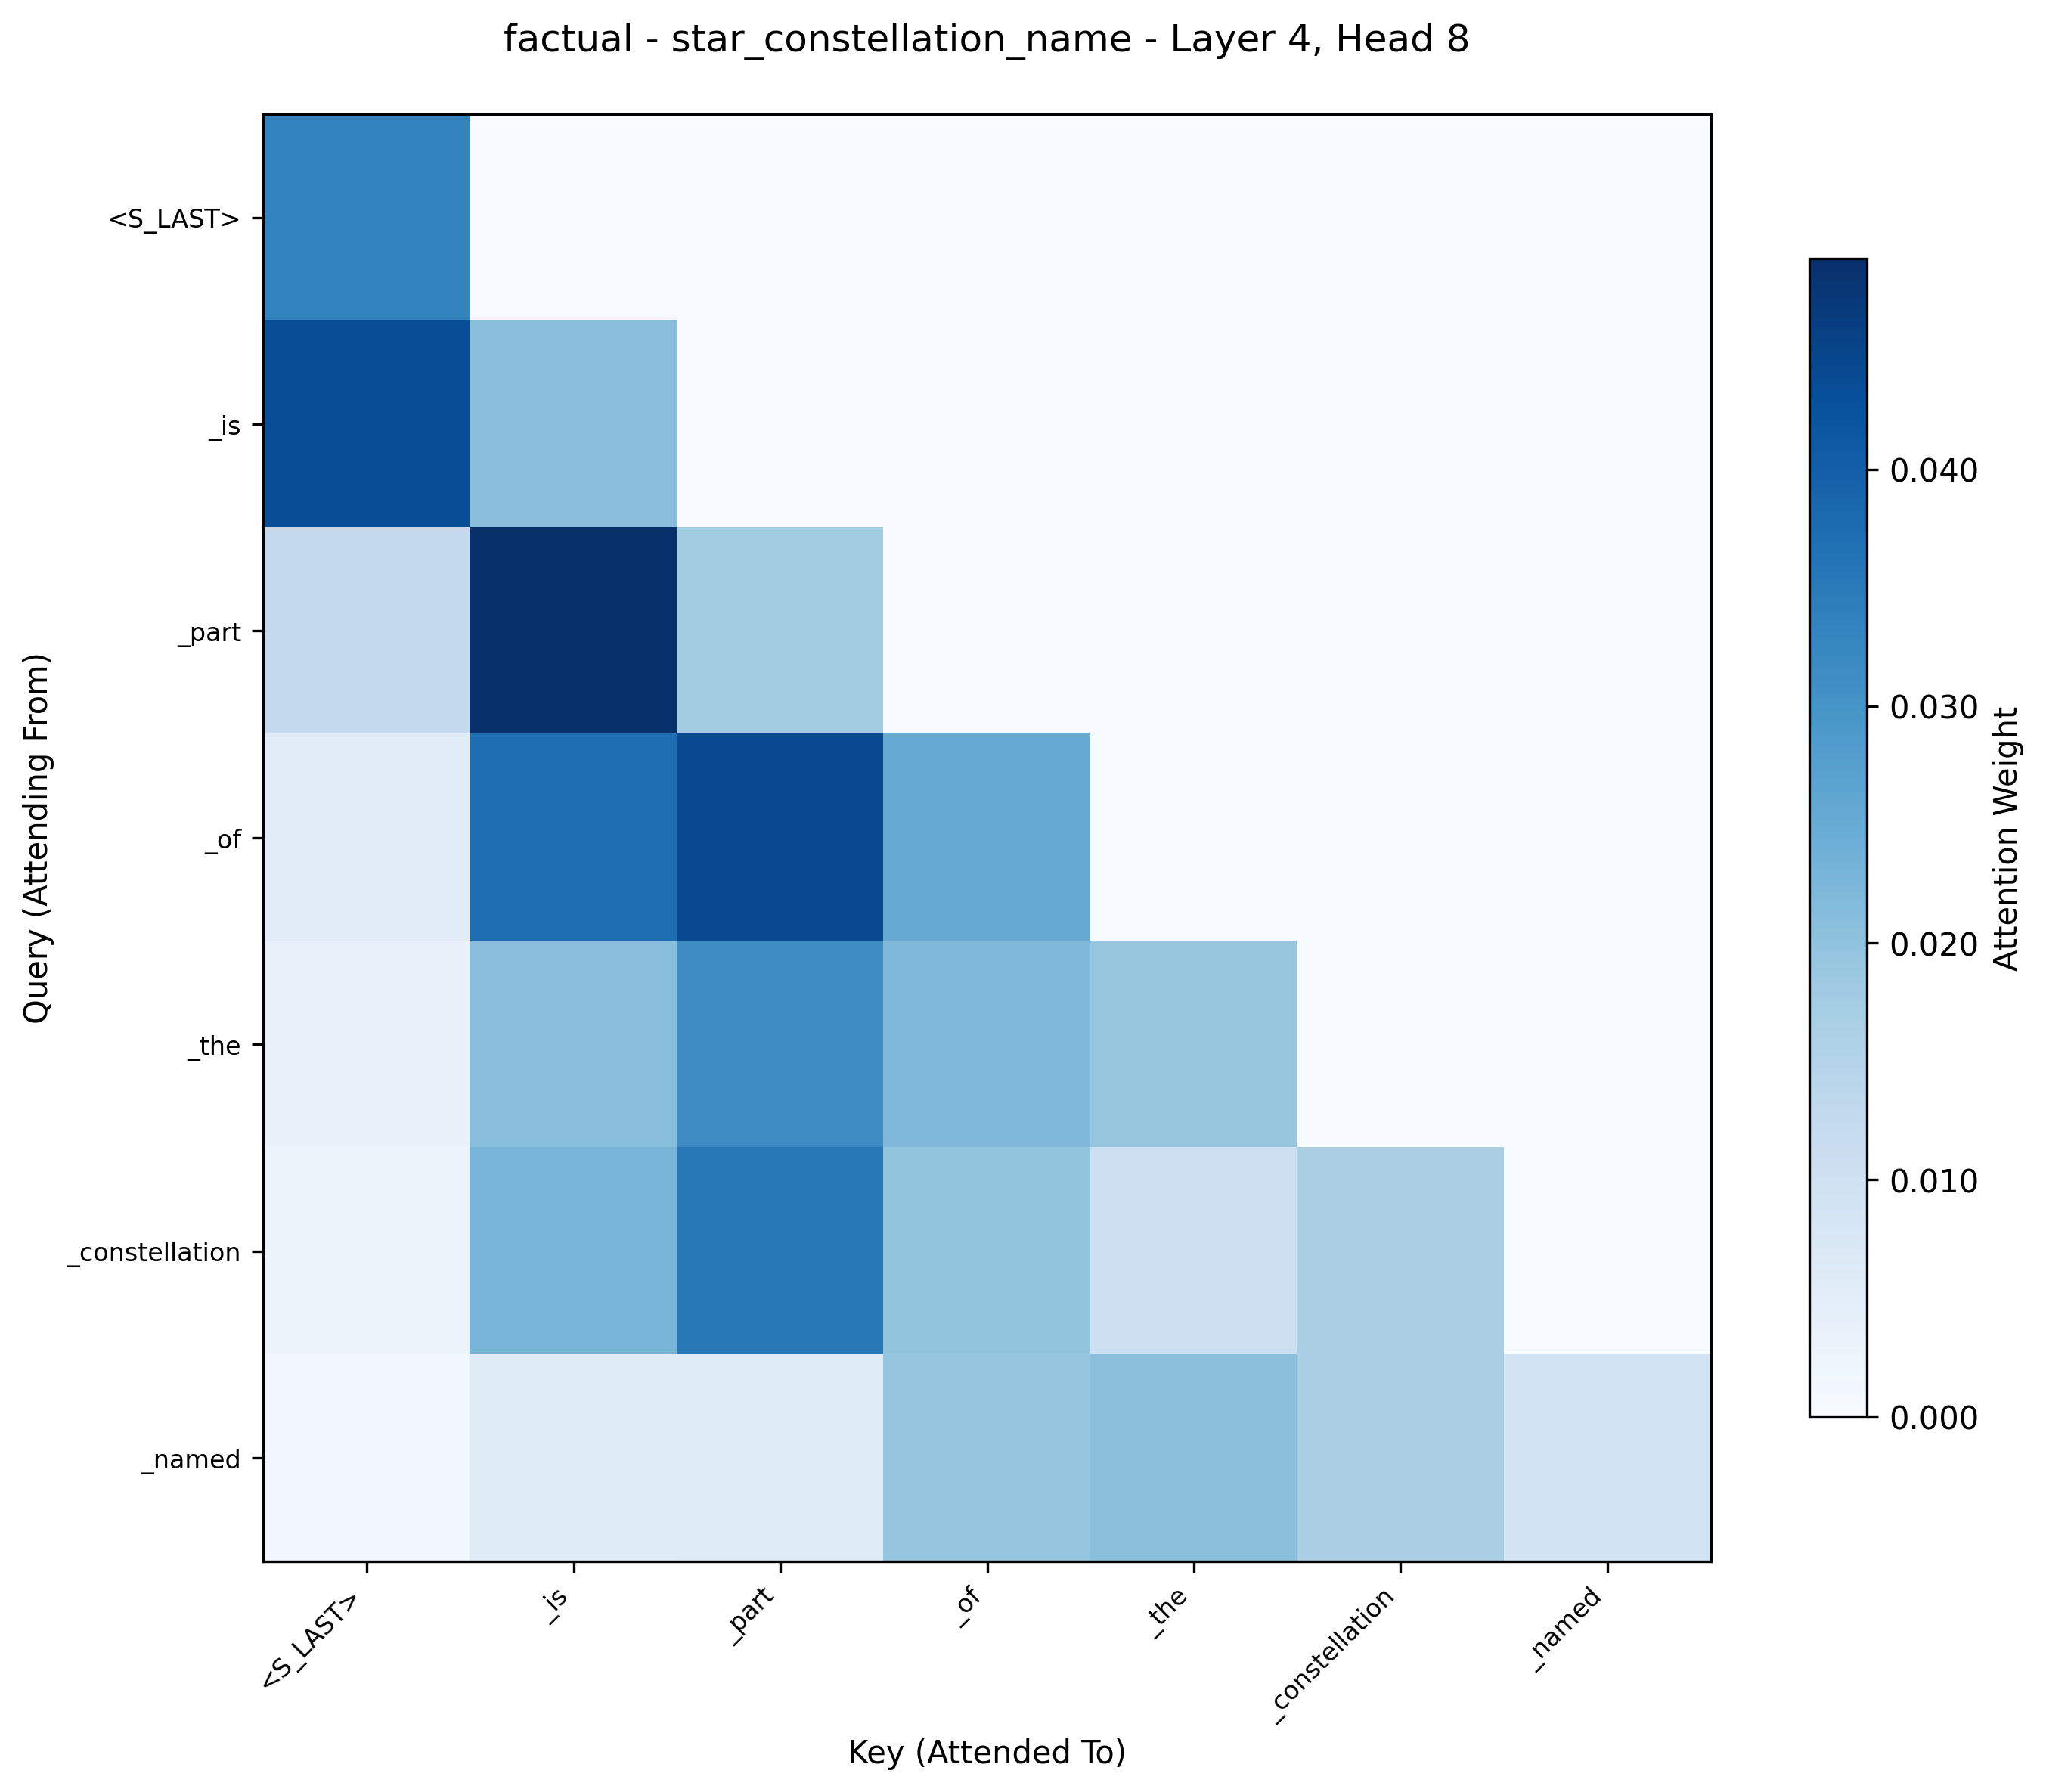 factual - star_constellation_name - Layer 4, Head 8
Query (Attending From)
<S_LAST>
_is
_part
_of
_the
_constellation
_named
<S_LAST>
_is
_part
_of
_the
_constellation
_named
Key (Attended To)
0.040
0.030
0.020
0.010
0.000
Attention Weight